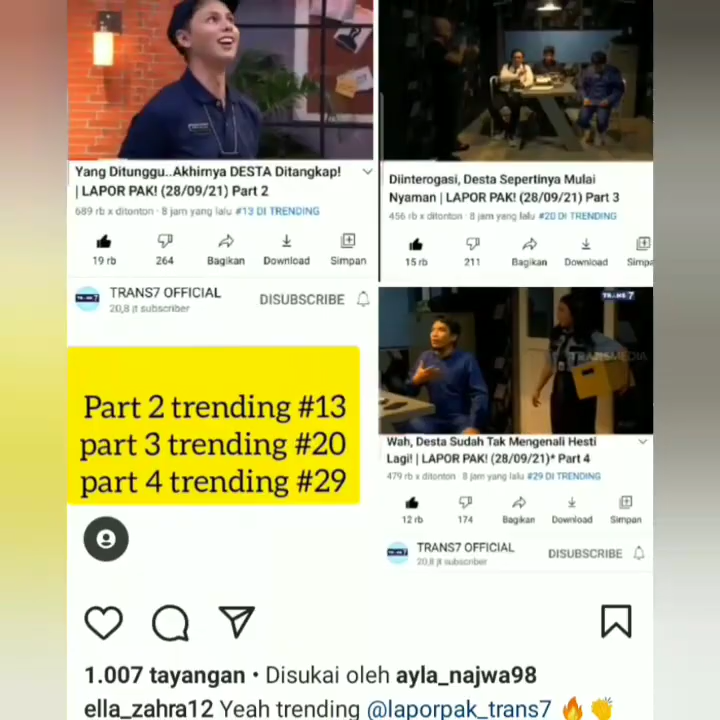 Yang Ditunggu..Akhirnya DESTA Ditangkap!
| LAPOR PAK! (28/09/21) Part 2
689 rb x ditonton · 8 jam yang lalu #13 DI TRENDING
19 rb 264 Bagikan Download Simpan
TRANS7 OFFICIAL
20,8 jt subscriber
DISUBSCRIBE
Diinterogasi, Desta Sepertinya Mulai
Nyaman | LAPOR PAK! (28/09/21) Part 3
456 rb x ditonton · 8 jam yang lalu #20 DI TRENDING
15 rb 211 Bagikan Download Simpa
TRANS7
TRANSMEDIA
Wah, Desta Sudah Tak Mengenali Hesti
Lagi! | LAPOR PAK! (28/09/21)* Part 4
479 rb x ditonton · 8 jam yang lalu #29 DI TRENDING
12 rb 174 Bagikan Download Simpan
TRANS7 OFFICIAL
20,8 jt subscriber
DISUBSCRIBE
Part 2 trending #13
part 3 trending #20
part 4 trending #29
1.007 tayangan • Disukai oleh ayla_najwa98
ella_zahra12 Yeah trending @laporpak_trans7 🔥👏